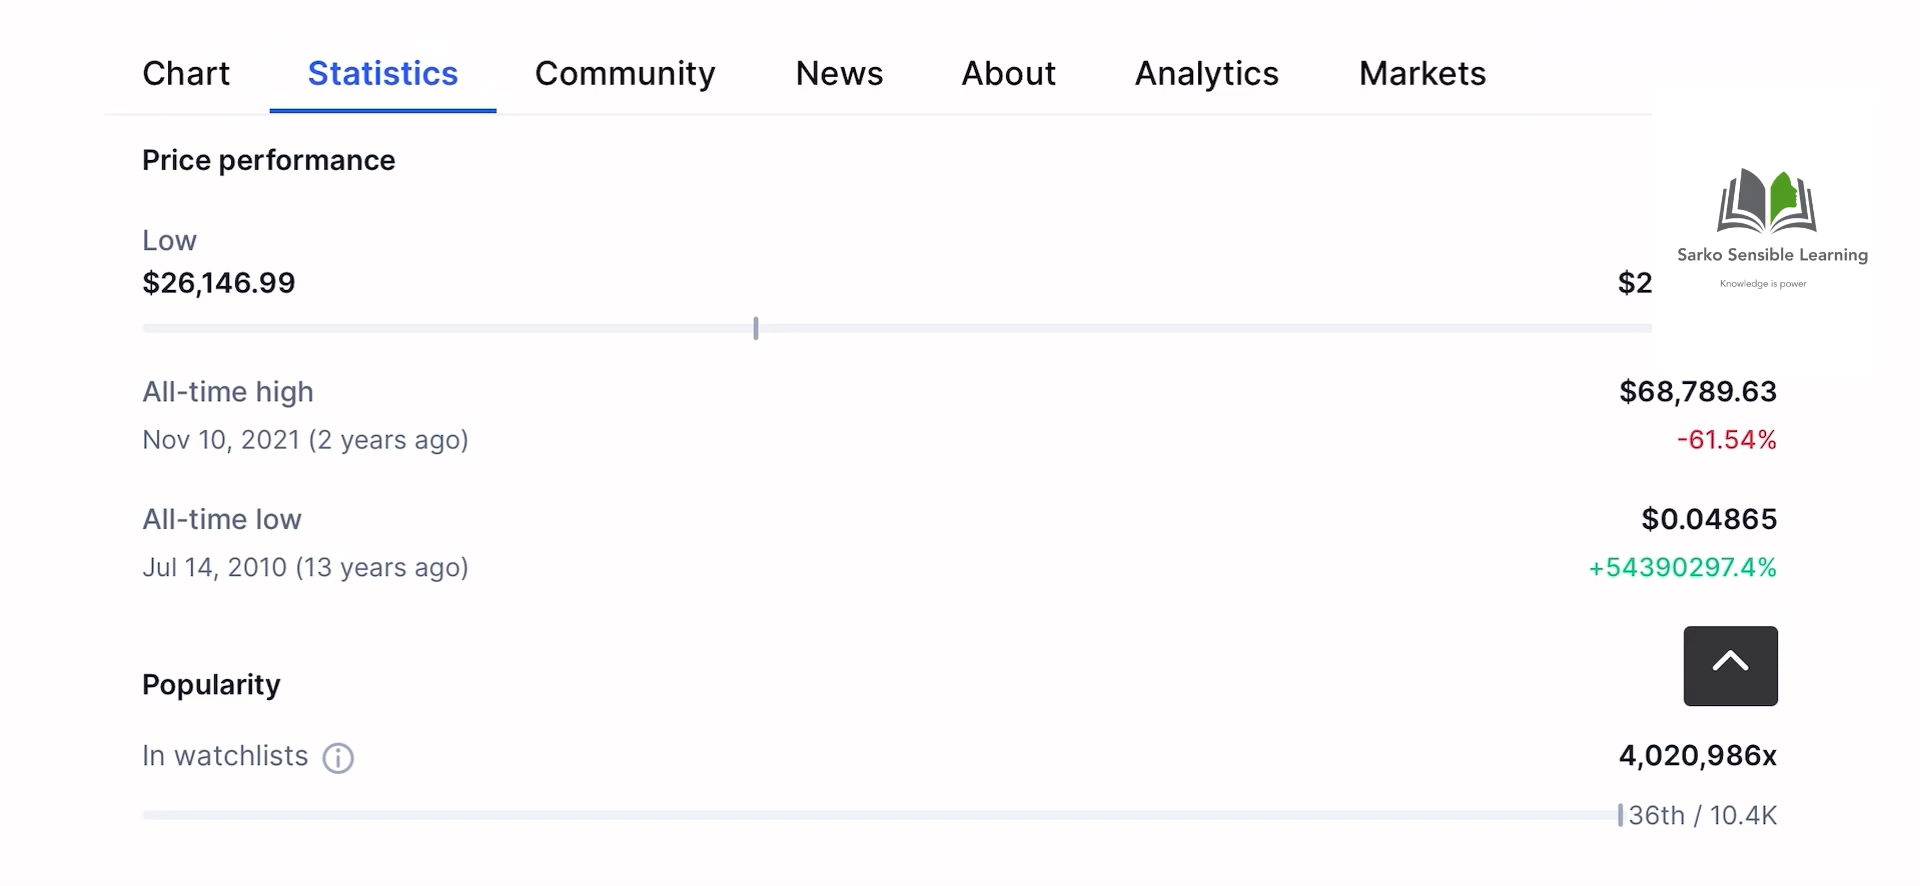 Chart Statistics Community News About Analytics Markets
Price performance
Sarko Sensible Learning
Knowledge is power
Low
$26,146.99 $2
All-time high $68,789.63
Nov 10, 2021 (2 years ago) -61.54%
All-time low $0.04865
Jul 14, 2010 (13 years ago) +54390297.4%
Popularity
In watchlists 4,020,986x
36th / 10.4K